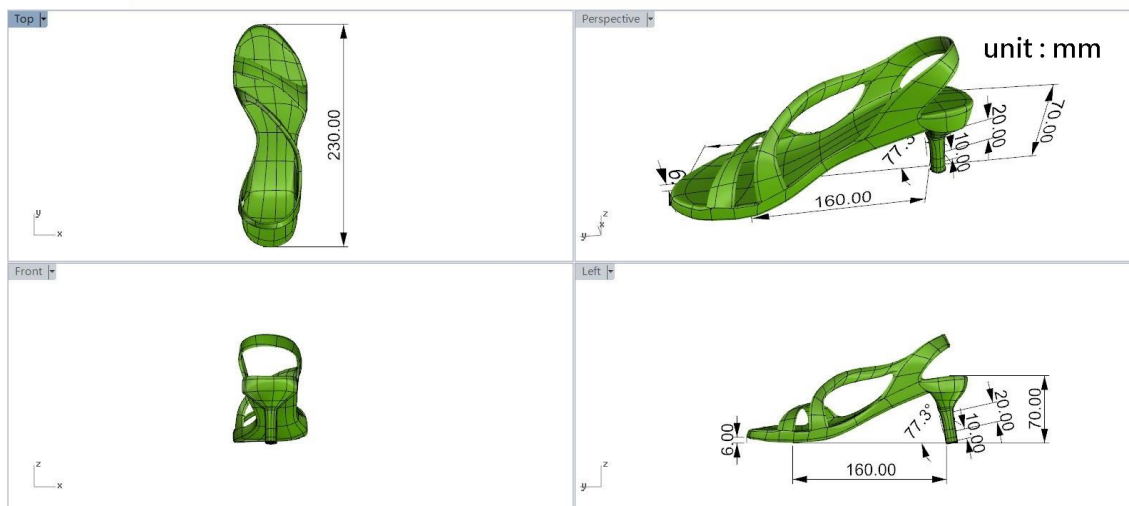 Top
230.00
y
x
Perspective
unit : mm
70.00
20.00
10.00
77.3
160.00
6.
z
x
y
Front
z
x
Left
6.00
77.3°
20.00
10.00
70.00
160.00
z
y